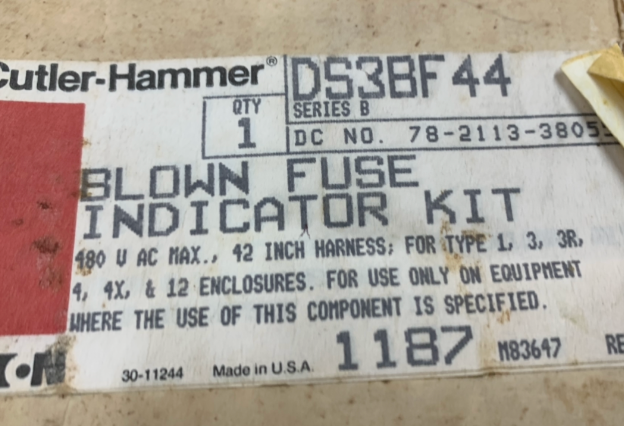 Cutler-Hammer®
DS3BF44
SERIES B
QTY
1
DC NO. 78-2113-3805
BLOWN FUSE
INDICATOR KIT
480 V AC MAX., 42 INCH HARNESS; FOR TYPE 1, 3, 3R,
4, 4X, & 12 ENCLOSURES. FOR USE ONLY ON EQUIPMENT
WHERE THE USE OF THIS COMPONENT IS SPECIFIED.
30-11244
Made in U.S.A.
1187
M83647